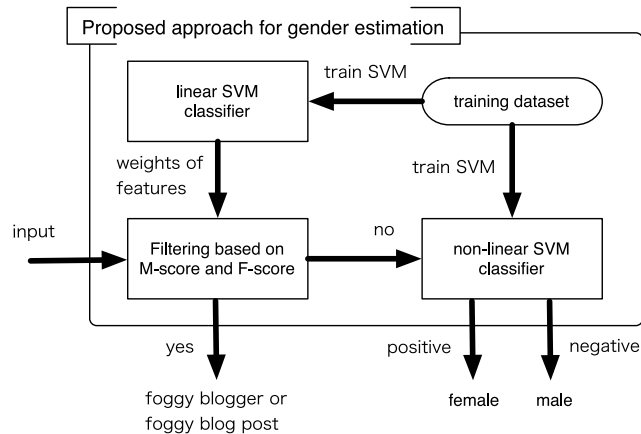 Proposed approach for gender estimation
train SVM
linear SVM
classifier
training dataset
weights of
features
train SVM
input
Filtering based on
M-score and F-score
no
non-linear SVM
classifier
yes
positive
negative
foggy blogger or
foggy blog post
female
male